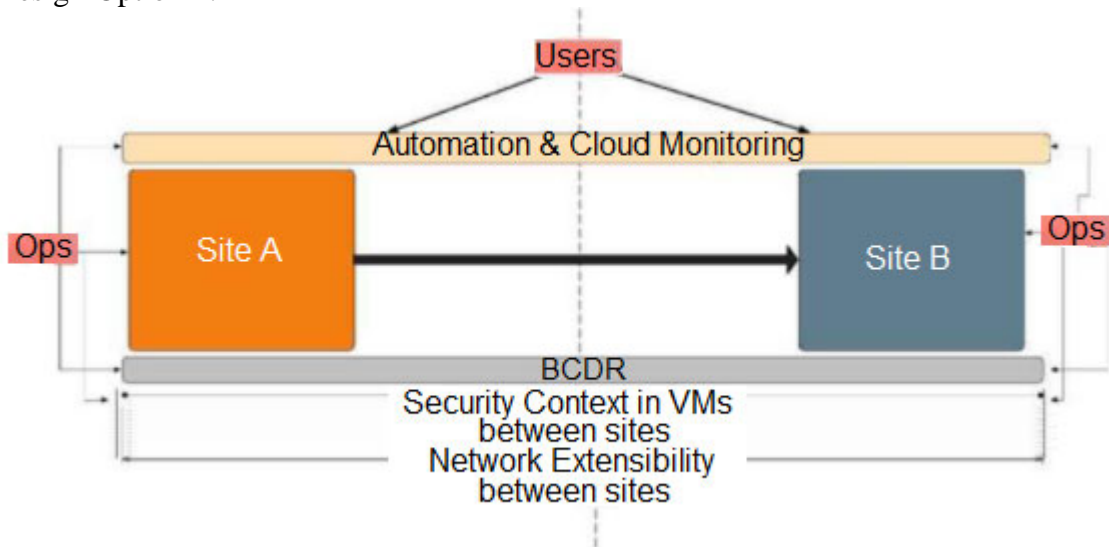 Users
Automation & Cloud Monitoring
Ops
Site A
Site B
Ops
BCDR
Security Context in VMs
between sites
Network Extensibility
between sites